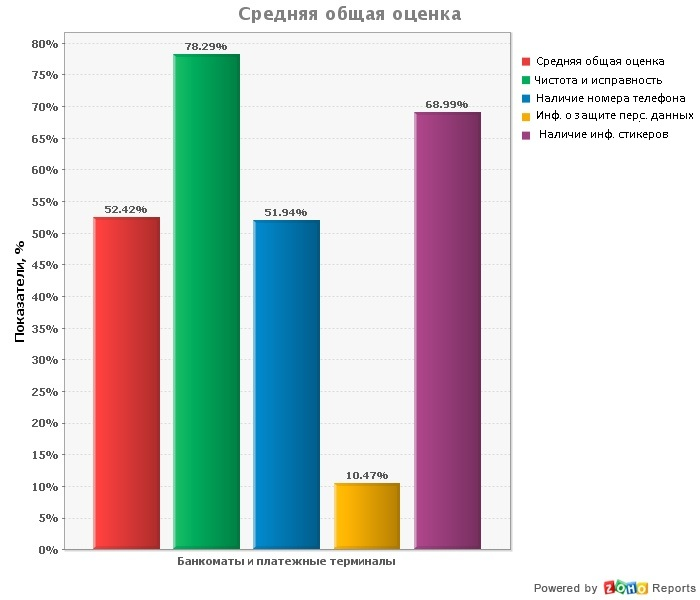 Средняя общая оценка
80%
75%
70%
65%
60%
55%
50%
45%
40%
35%
30%
25%
20%
15%
10%
5%
0%
Показатели, %
52.42%
78.29%
51.94%
10.47%
68.99%
Банкоматы и платежные терминалы
Средняя общая оценка
Чистота и исправность
Наличие номера телефона
Инф. о защите перс. данных
Наличие инф. стикеров
Powered by ZOHO Reports